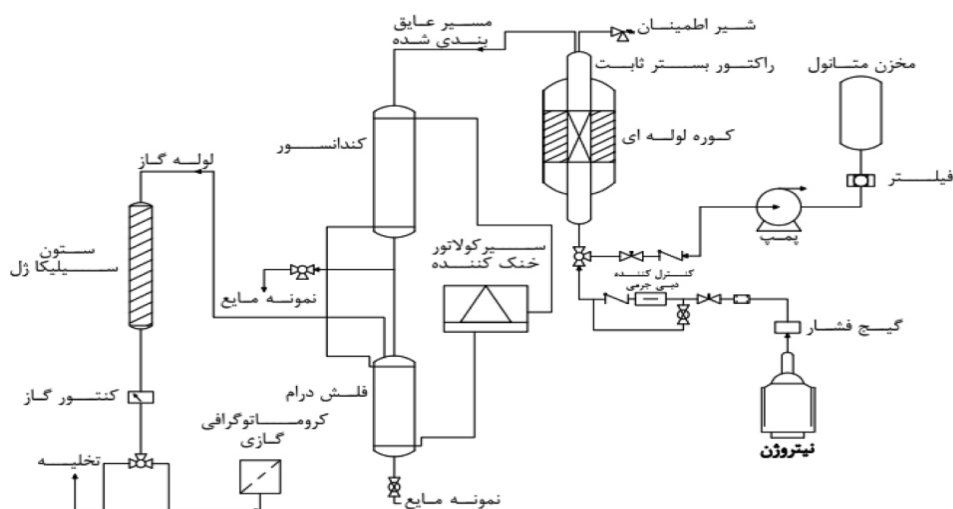 مسیر عایق
بندی شده
شیر اطمینان
راکتور بستر ثابت
مخزن متانول
کندانسور
کوره لوله ای
لوله گاز
فیلتر
پمپ
ستون
سیلیکا ژل
سیرکولاتور
خنک کننده
کنترل کننده
دبی جرمی
نمونه مایع
گیج فشار
کنتور گاز
فلش درام
کروماتوگرافی
گازی
نیتروژن
تخلیه
نمونه مایع